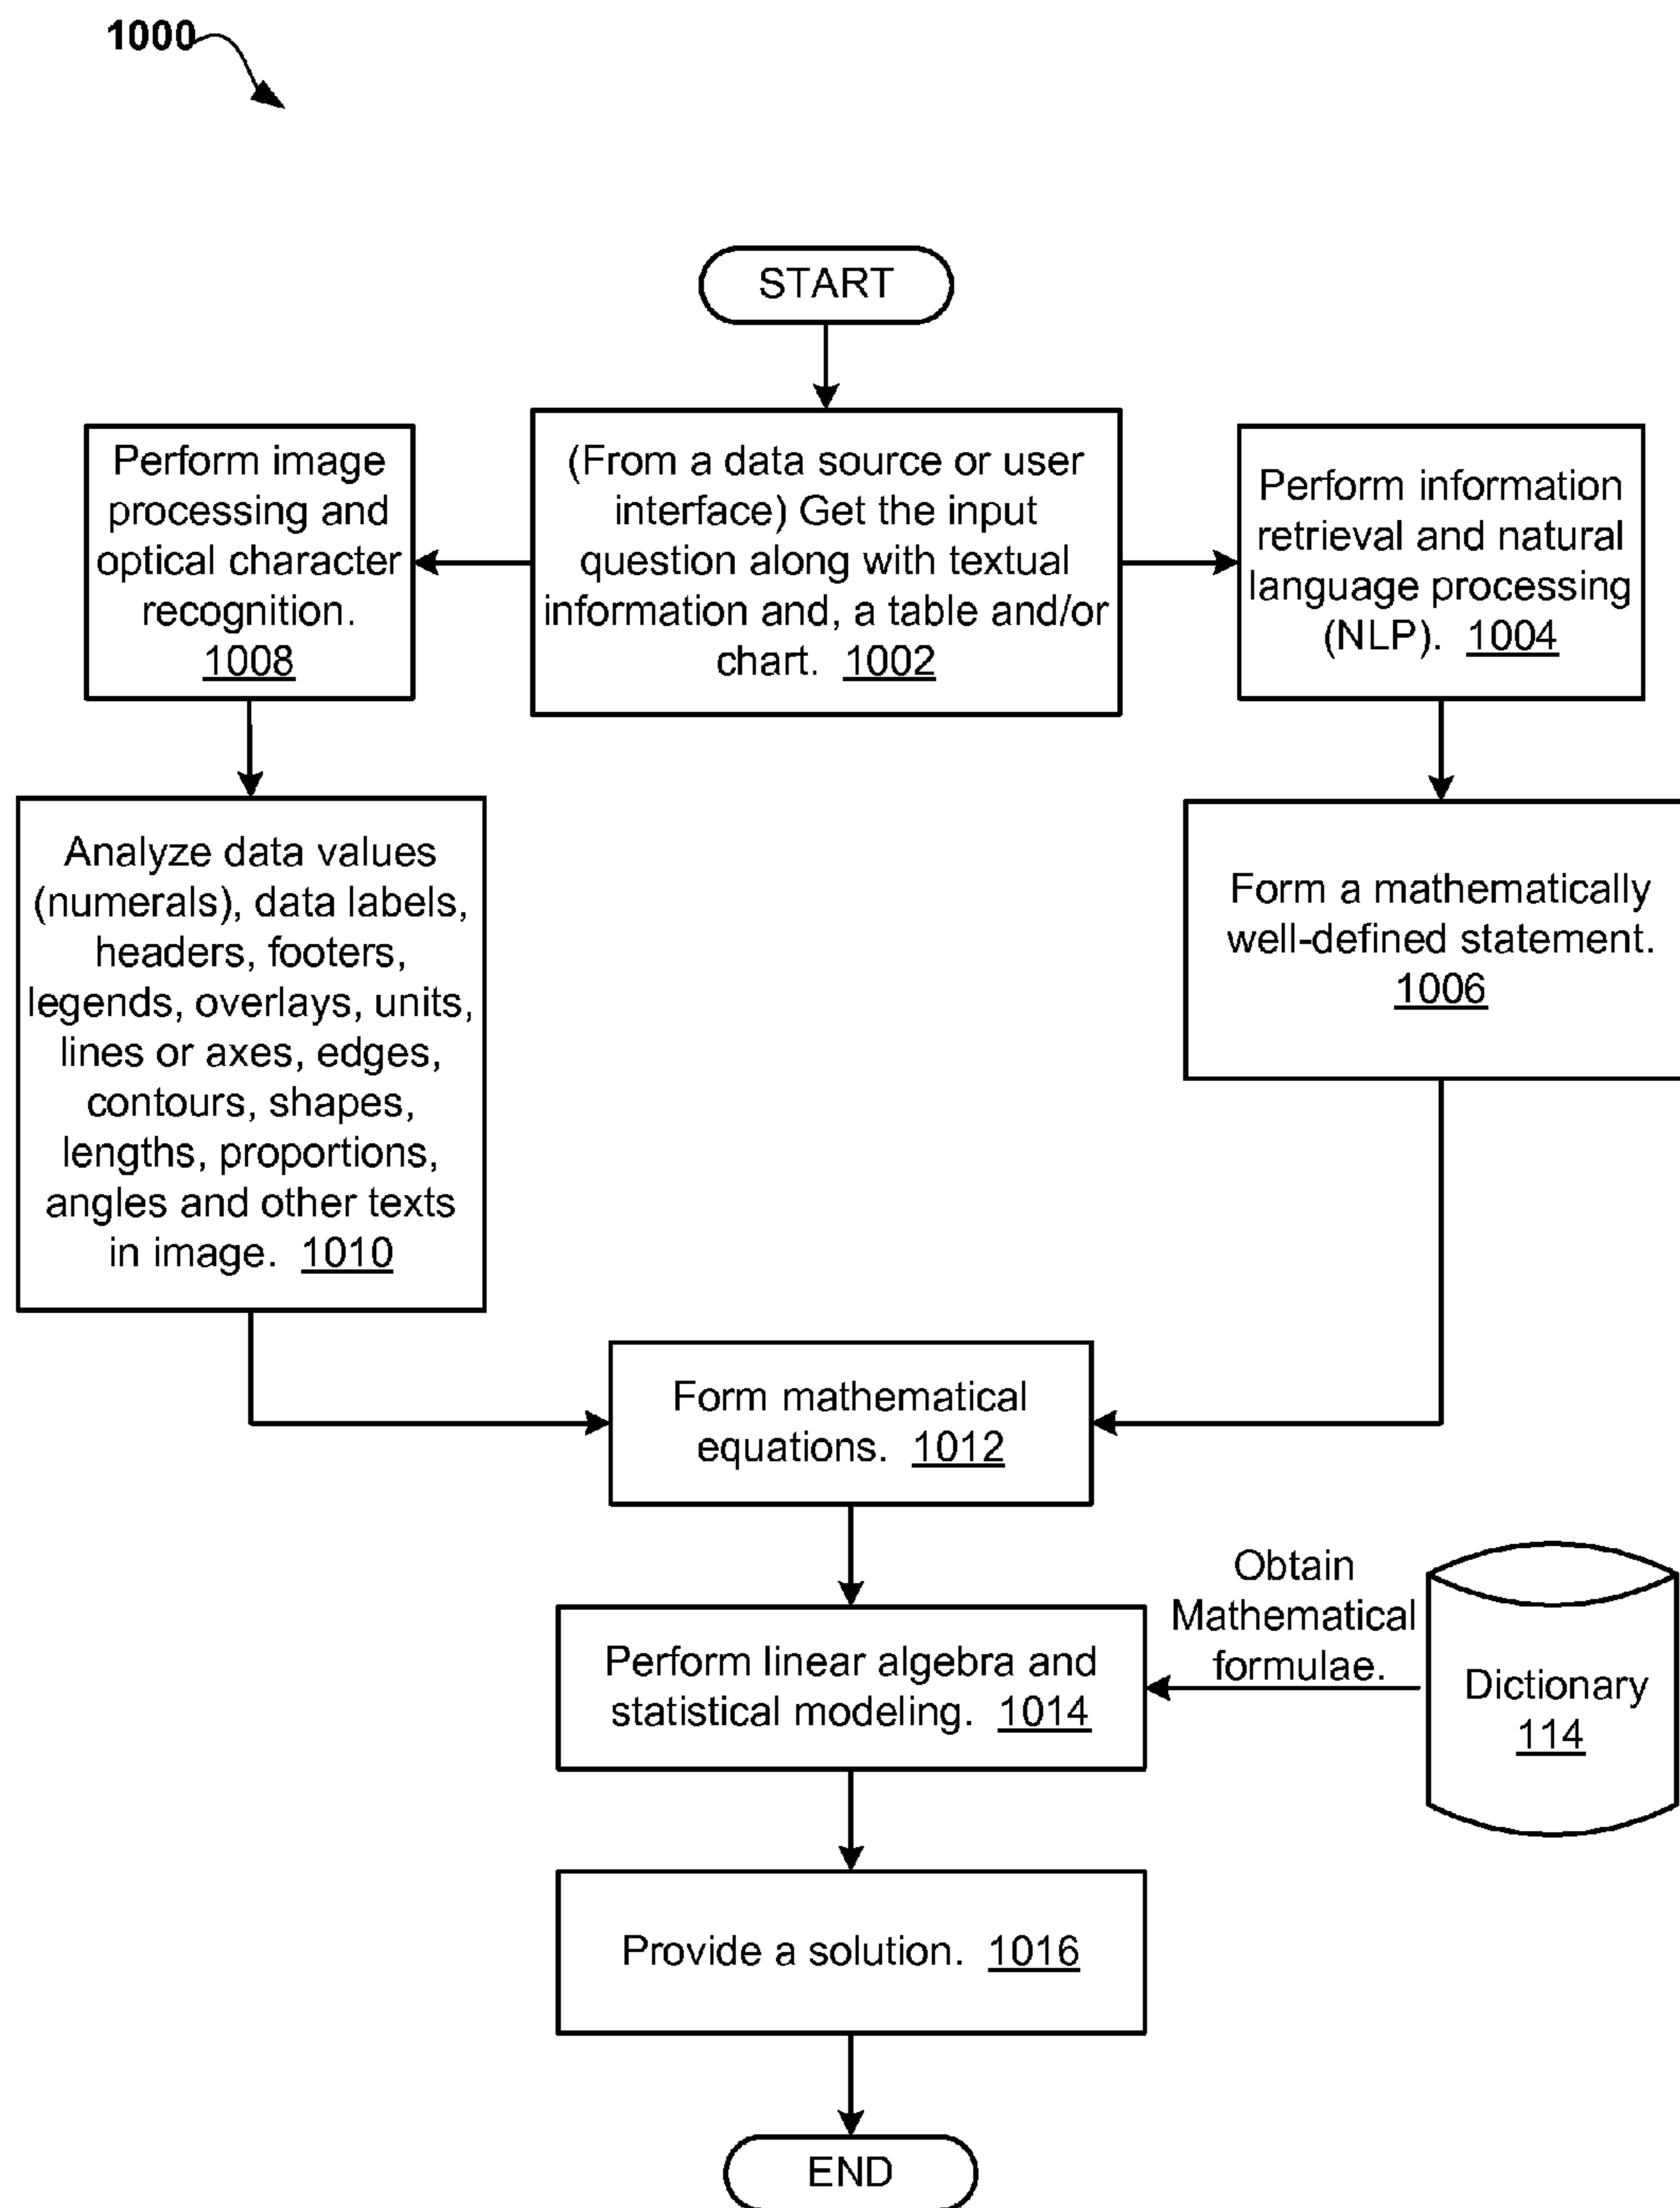 1000
START
(From a data source or user
interface) Get the input
question along with textual
information and, a table and/or
chart. 1002
Perform image
processing and
optical character
recognition.
1008
Perform information
retrieval and natural
language processing
(NLP). 1004
Analyze data values
(numerals), data labels,
headers, footers,
legends, overlays, units,
lines or axes, edges,
contours, shapes,
lengths, proportions,
angles and other texts
in image. 1010
Form a mathematically
well-defined statement.
1006
Form mathematical
equations. 1012
Obtain
Mathematical
formulae.
Dictionary
114
Perform linear algebra and
statistical modeling. 1014
Provide a solution. 1016
END